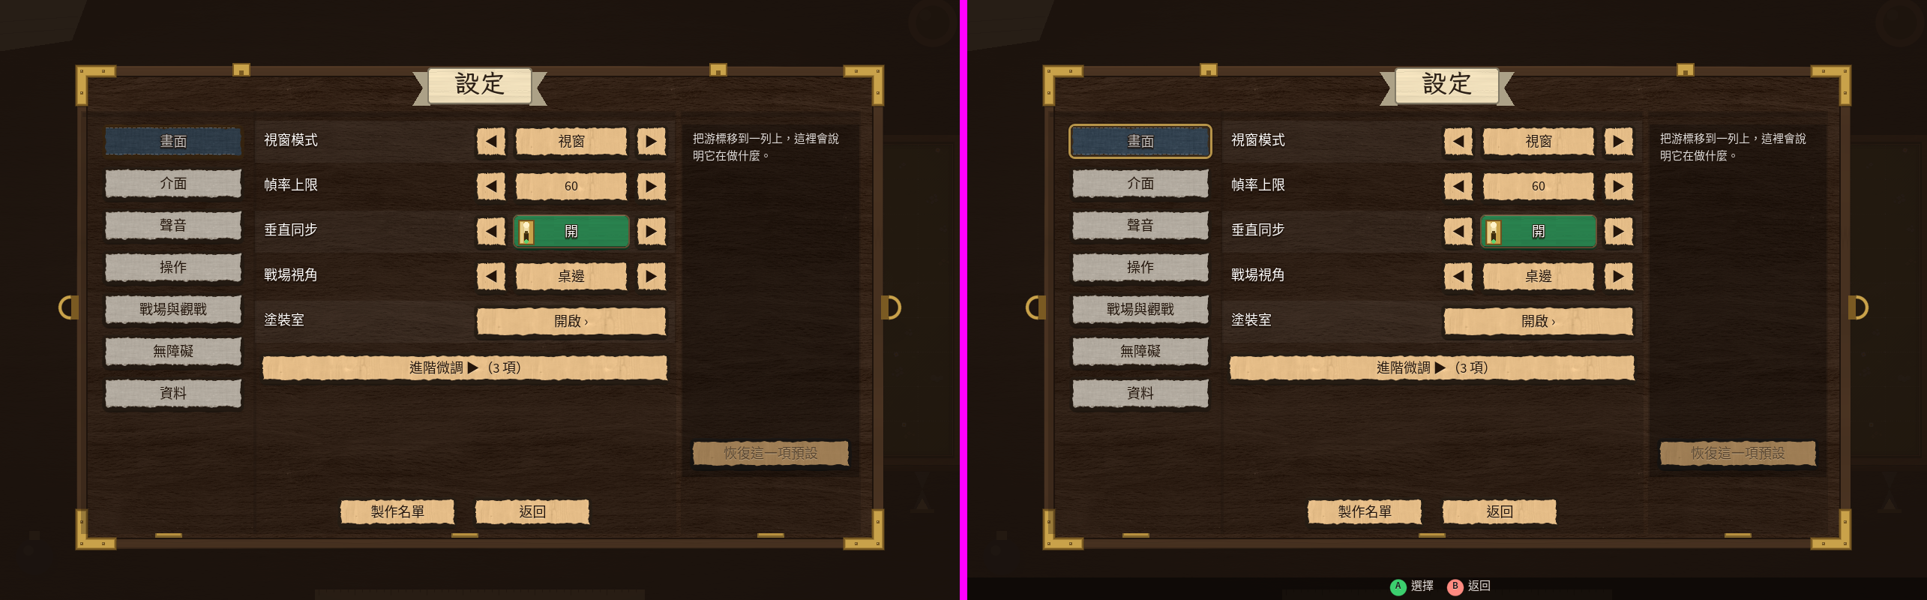 設定
畫面
介面
聲音
操作
戰場與觀戰
無障礙
資料
視窗模式
◀ 視窗 ▶
幀率上限
◀ 60 ▶
垂直同步
◀ 開 ▶
戰場視角
◀ 桌邊 ▶
塗裝室
開啟 ›
進階微調 ▶ (3 項)
把游標移到一列上，這裡會說
明它在做什麼。
恢復這一項預設
製作名單
返回
設定
畫面
介面
聲音
操作
戰場與觀戰
無障礙
資料
視窗模式
◀ 視窗 ▶
幀率上限
◀ 60 ▶
垂直同步
◀ 開 ▶
戰場視角
◀ 桌邊 ▶
塗裝室
開啟 ›
進階微調 ▶ (3 項)
把游標移到一列上，這裡會說
明它在做什麼。
恢復這一項預設
製作名單
返回
A 選擇 B 返回